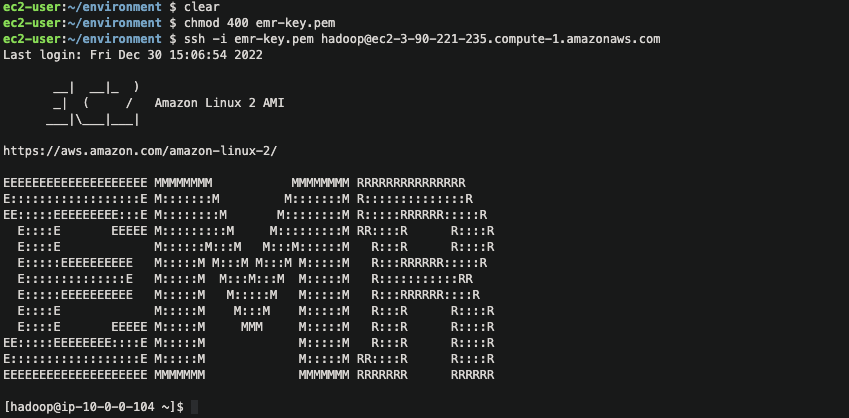 ec2-user:~/environment $ clear
ec2-user:~/environment $ chmod 400 emr-key.pem
ec2-user:~/environment $ ssh -i emr-key.pem hadoop@ec2-3-90-221-235.compute-1.amazonaws.com
Last login: Fri Dec 30 15:06:54 2022

       __|  __|_  )
       _|  (     /   Amazon Linux 2 AMI
      ___|\___|___|

https://aws.amazon.com/amazon-linux-2/

EEEEEEEEEEEEEEEEEEEE MMMMMMMM           MMMMMMMM RRRRRRRRRRRRRRR
E::::::::::::::::::E M:::::::M         M:::::::M R::::::::::::::R
EE:::::EEEEEEEEE:::E M::::::::M       M::::::::M R:::::RRRRRR:::::R
  E::::E       EEEEE M:::::::::M     M:::::::::M RR::::R      R::::R
  E::::E             M::::::M:::M   M:::M::::::M   R:::R      R::::R
  E:::::EEEEEEEEEE   M:::::M M:::M M:::M M:::::M   R:::RRRRRR:::::R
  E::::::::::::::E   M:::::M  M:::M:::M  M:::::M   R:::::::::::RR
  E:::::EEEEEEEEEE   M:::::M   M:::::M   M:::::M   R:::RRRRRR::::R
  E::::E             M:::::M    M:::M    M:::::M   R:::R      R::::R
  E::::E       EEEEE M:::::M     MMM     M:::::M   R:::R      R::::R
EE:::::EEEEEEEE::::E M:::::M             M:::::M   R:::R      R::::R
E::::::::::::::::::E M:::::M             M:::::M RR::::R      R::::R
EEEEEEEEEEEEEEEEEEEE MMMMMMM             MMMMMMM RRRRRRR      RRRRRR

[hadoop@ip-10-0-0-104 ~]$